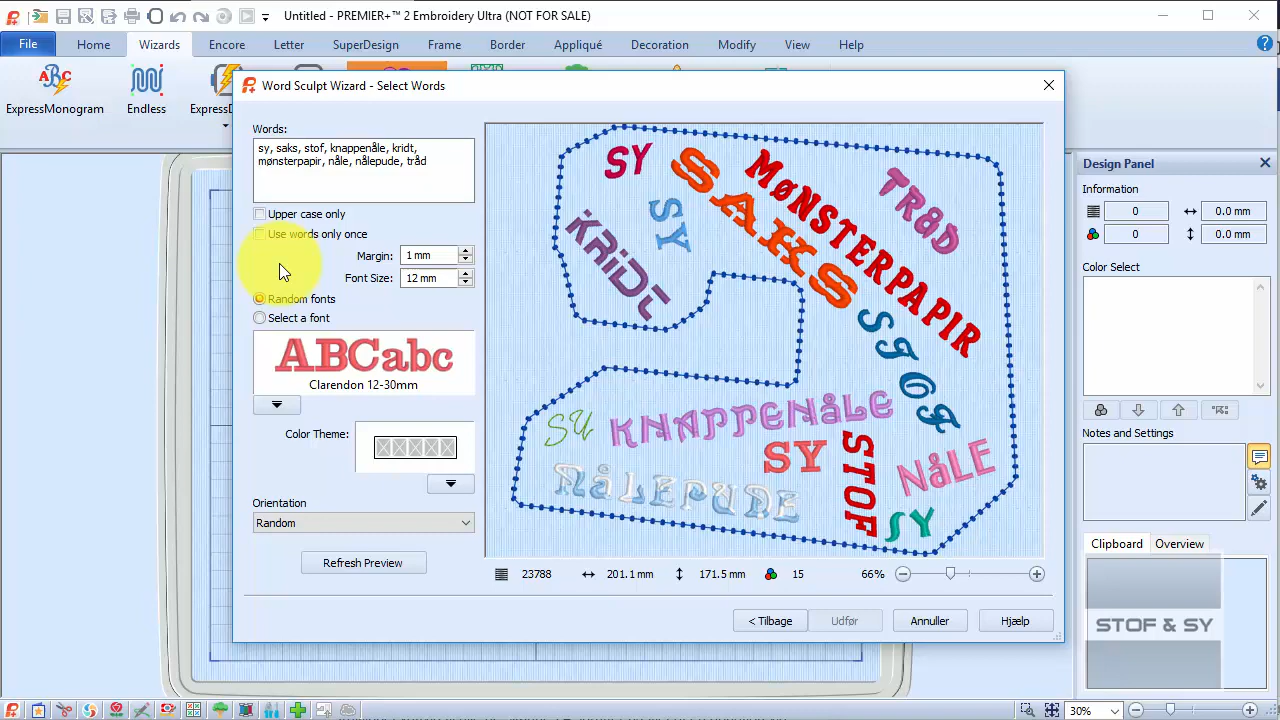 Untitled - PREMIER+™ 2 Embroidery Ultra (NOT FOR SALE)
File Home Wizards Encore Letter SuperDesign Frame Border Appliqué Decoration Modify View Help
ExpressMonogram Endless
Word Sculpt Wizard - Select Words
Words:
sy, saks, stof, knappenåle, kridt,
mønsterpapir, nåle, nålepude, tråd
Upper case only
Use words only once
Margin: 1 mm
Font Size: 12 mm
Random fonts
Select a font
ABCabc
Clarendon 12-30mm
Color Theme:
Orientation
Random
Refresh Preview
SY
SAKS
MØNSTERPAPIR
TRÅD
SY
KRIDT
STOF
KNAPPENÅLE
SY
SY
STOF
NÅLE
NÅLEPUDE
SY
23788 201.1 mm 171.5 mm 15 66%
< Tilbage Udfør Annuller Hjælp
Design Panel
Information
0 0.0 mm
0 0.0 mm
Color Select
Notes and Settings
Clipboard Overview
STOF & SY
30%